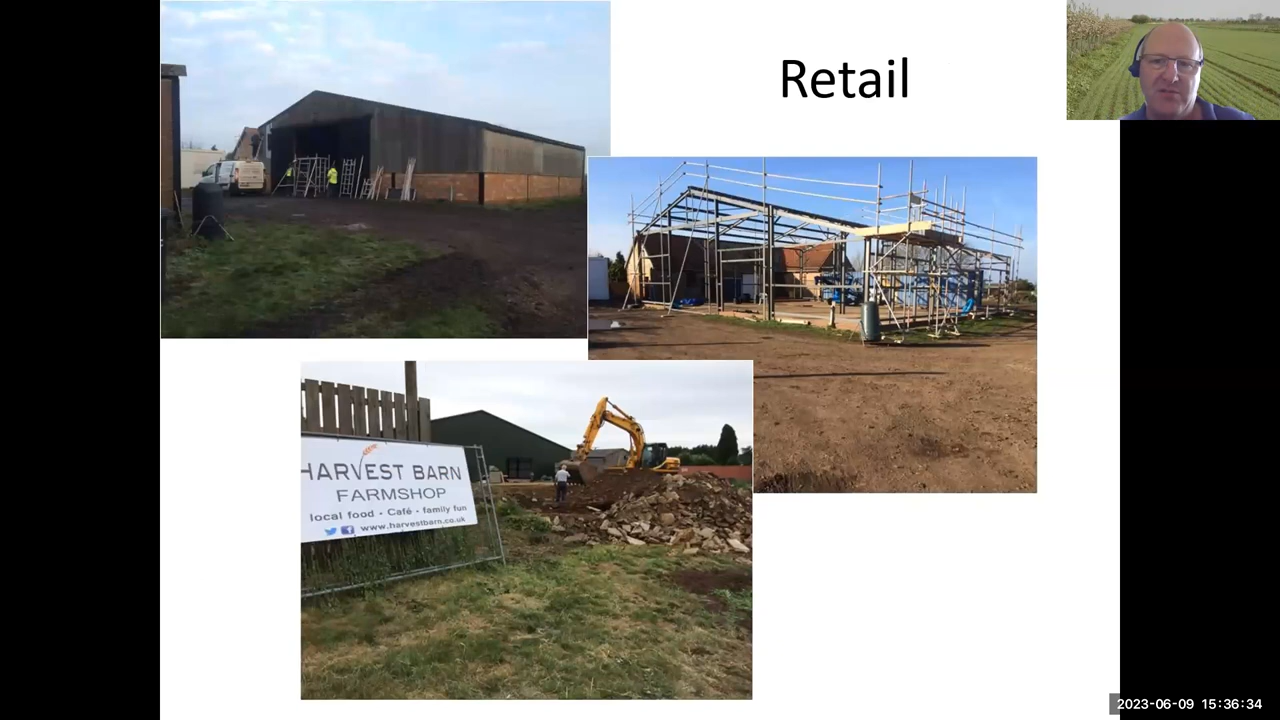 Retail
HARVEST BARN
FARMSHOP
local food • Café • family fun
www.harvestbarn.co.uk
2023-06-09 15:36:34